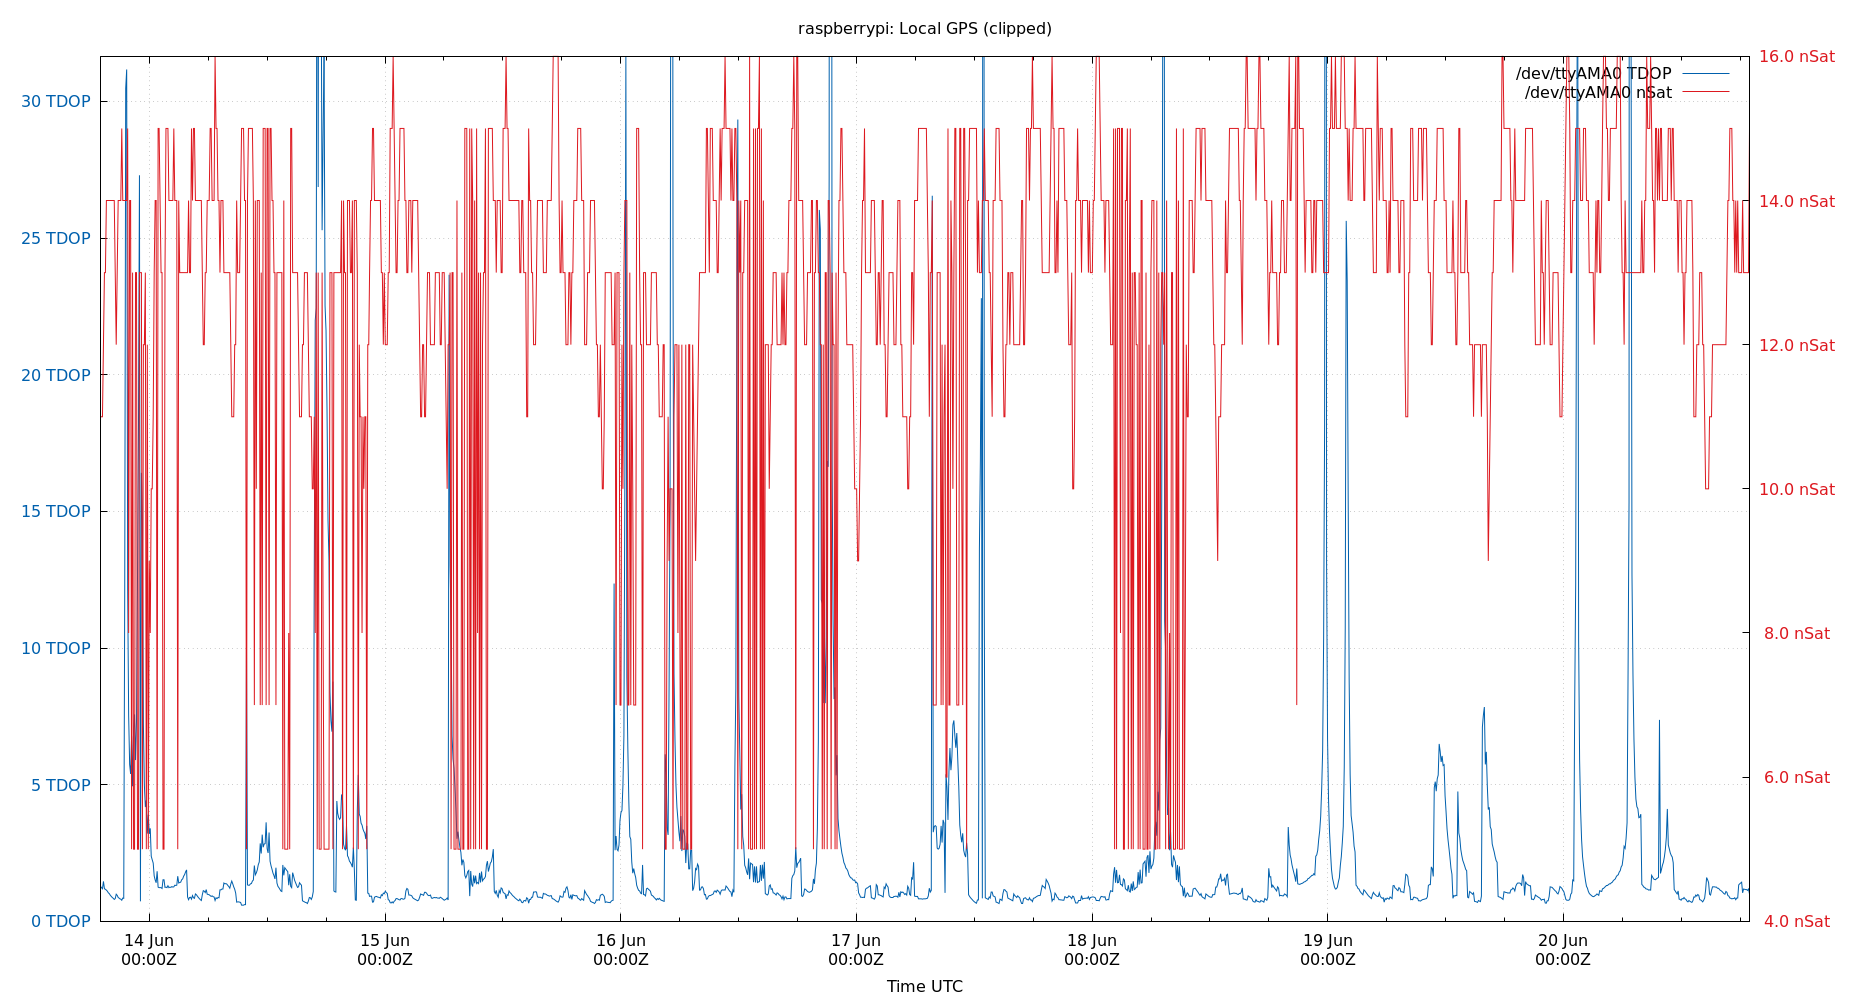 raspberrypi: Local GPS (clipped)
/dev/ttyAMA0 TDOP
/dev/ttyAMA0 nSat
30 TDOP
25 TDOP
20 TDOP
15 TDOP
10 TDOP
5 TDOP
0 TDOP
16.0 nSat
14.0 nSat
12.0 nSat
10.0 nSat
8.0 nSat
6.0 nSat
4.0 nSat
14 Jun
00:00Z
15 Jun
00:00Z
16 Jun
00:00Z
17 Jun
00:00Z
18 Jun
00:00Z
19 Jun
00:00Z
20 Jun
00:00Z
Time UTC